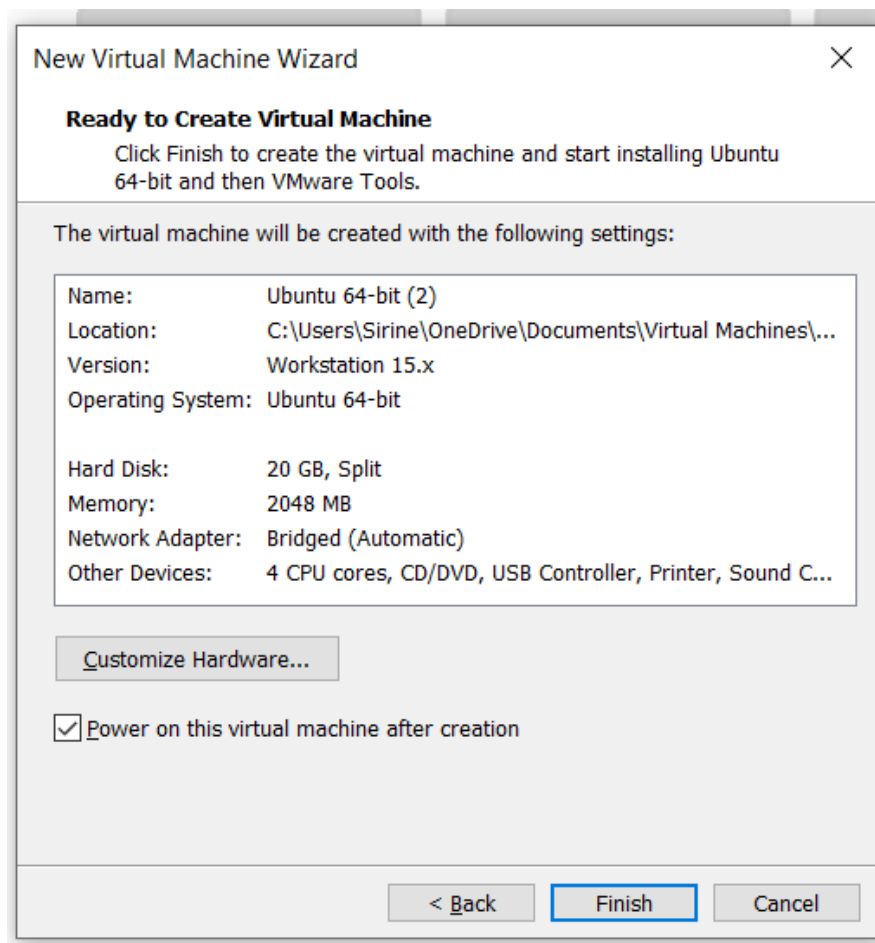 New Virtual Machine Wizard
Ready to Create Virtual Machine
Click Finish to create the virtual machine and start installing Ubuntu
64-bit and then VMware Tools.
The virtual machine will be created with the following settings:
Name: Ubuntu 64-bit (2)
Location: C:\Users\Sirine\OneDrive\Documents\Virtual Machines\...
Version: Workstation 15.x
Operating System: Ubuntu 64-bit
Hard Disk: 20 GB, Split
Memory: 2048 MB
Network Adapter: Bridged (Automatic)
Other Devices: 4 CPU cores, CD/DVD, USB Controller, Printer, Sound C...
Customize Hardware...
Power on this virtual machine after creation
< Back Finish Cancel